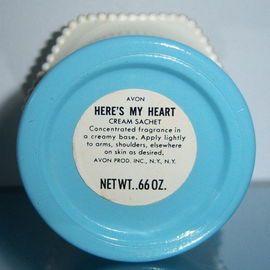 AVON
HERE'S MY HEART
CREAM SACHET
Concentrated fragrance in
a creamy base. Apply lightly
to arms, shoulders, elsewhere
on skin as desired.
AVON PROD. INC., N.Y., N.Y.
NET WT. .66 OZ.